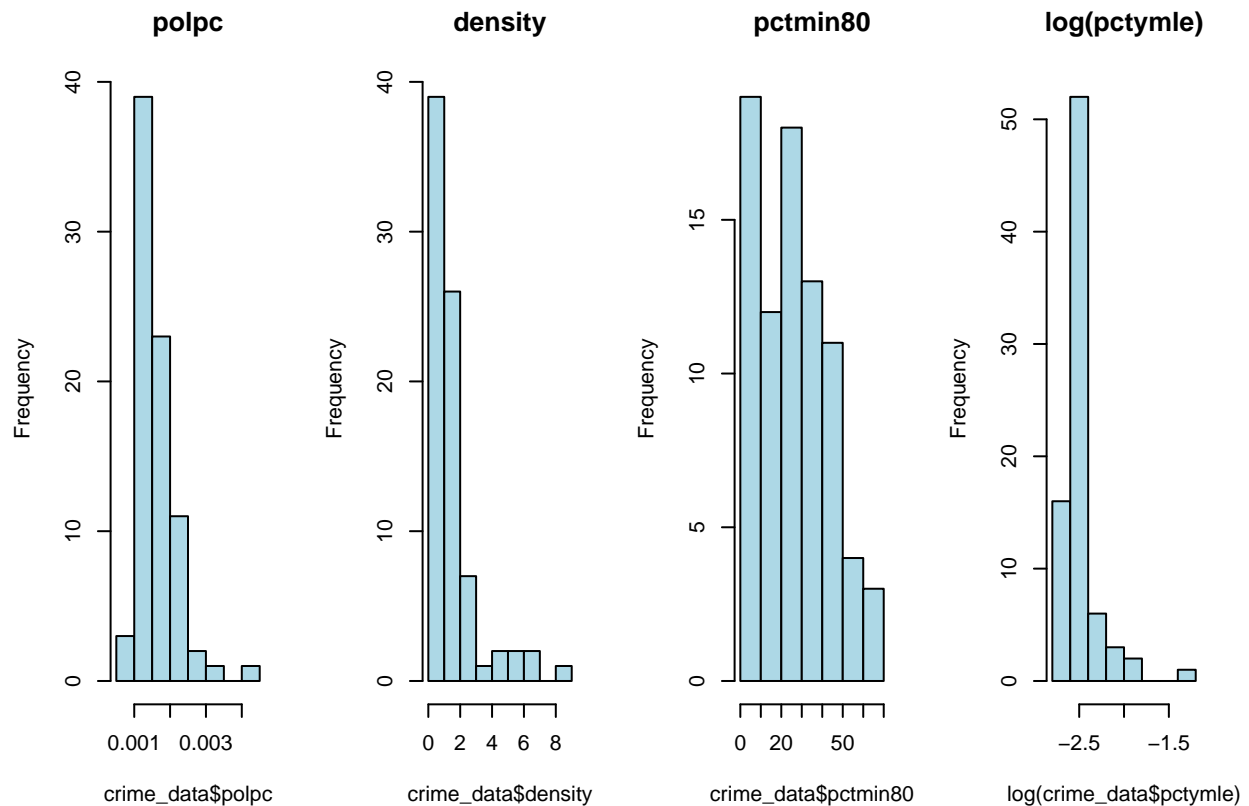 polpc
density
pctmin80
log(pctymle)
Frequency
0
10
20
30
40
0.001
0.003
crime_data$polpc
Frequency
0
10
20
30
40
0
2
4
6
8
crime_data$density
Frequency
0
5
10
15
0
20
50
crime_data$pctmin80
Frequency
0
10
20
30
40
50
−2.5
−1.5
log(crime_data$pctymle)